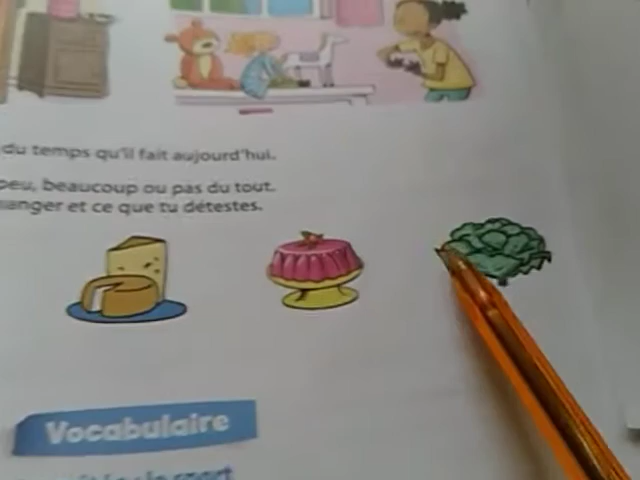 du temps qu'il fait aujourd'hui.
peu, beaucoup ou pas du tout.
manger et ce que tu détestes.
Vocabulaire